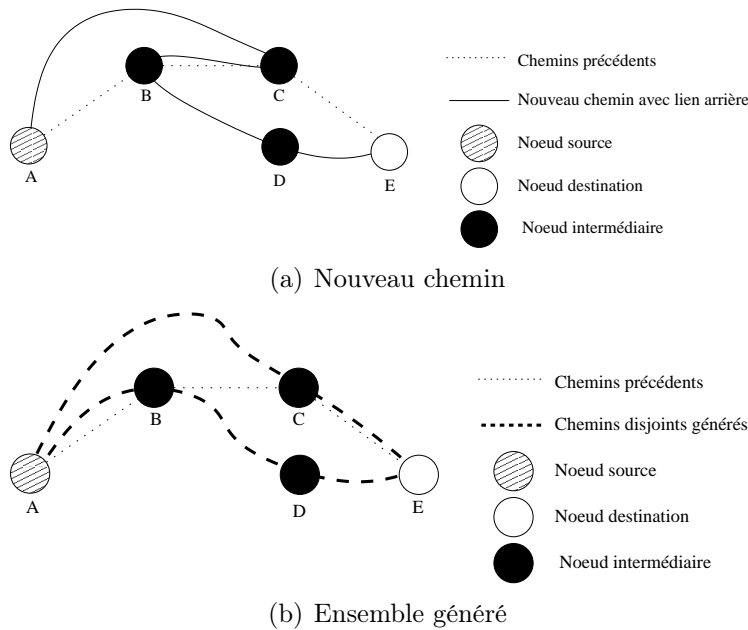 B
C
A
D
E
Chemins précédents
Nouveau chemin avec lien arrière
Noeud source
Noeud destination
Noeud intermédiaire
(a) Nouveau chemin
B
C
A
D
E
Chemins précédents
Chemins disjoints générés
Noeud source
Noeud destination
Noeud intermédiaire
(b) Ensemble généré